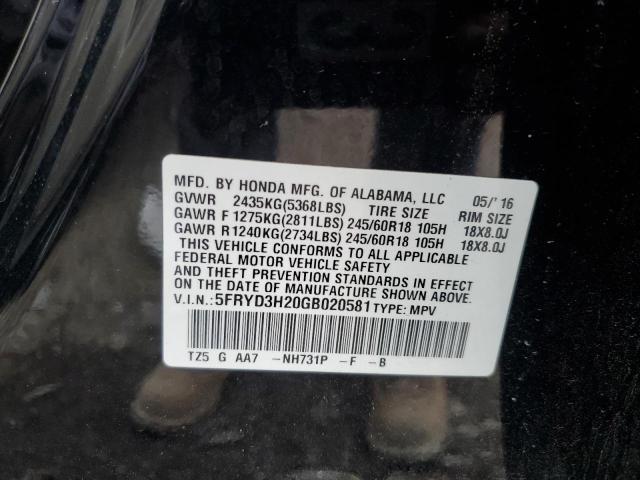 MFD. BY HONDA MFG. OF ALABAMA, LLC 05/'16
GVWR 2435KG(5368LBS) TIRE SIZE RIM SIZE
GAWR F 1275KG(2811LBS) 245/60R18 105H 18X8.0J
GAWR R1240KG(2734LBS) 245/60R18 105H 18X8.0J
THIS VEHICLE CONFORMS TO ALL APPLICABLE
FEDERAL MOTOR VEHICLE SAFETY
AND THEFT PREVENTION STANDARDS IN EFFECT
ON THE DATE OF MANUFACTURE SHOWN ABOVE.
V.I.N.:5FRYD3H20GB020581 TYPE: MPV
TZ5 G AA7 -NH731P -F -B